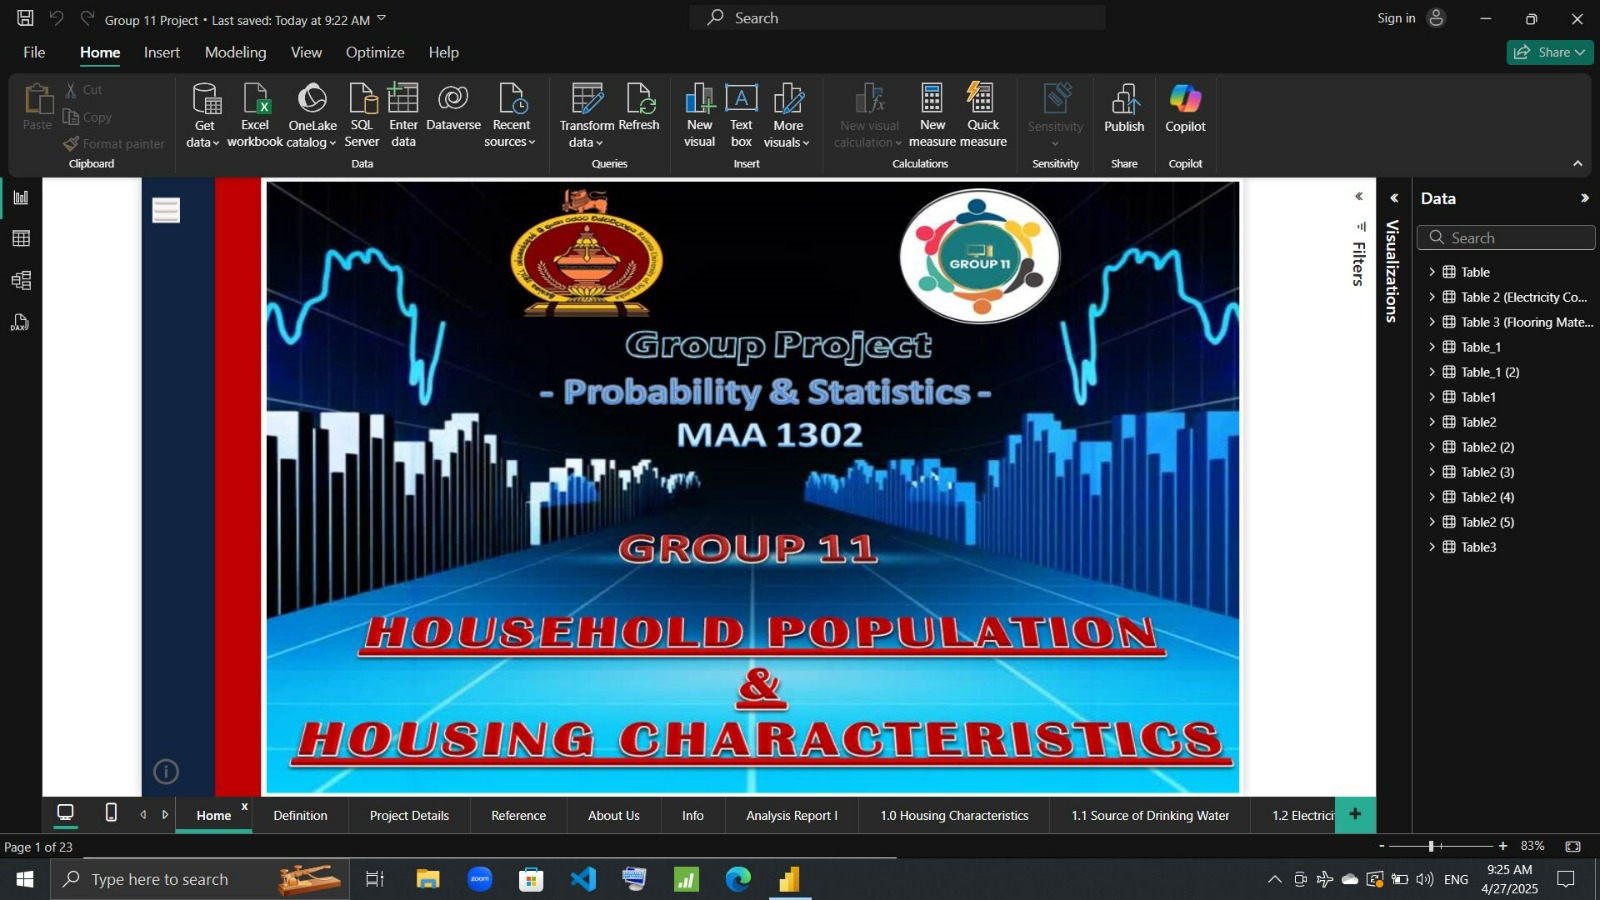 Group 11 Project • Last saved: Today at 9:22 AM
Search
Sign in
File
Home
Insert
Modeling
View
Optimize
Help
Share
Paste
Cut
Copy
Format painter
Clipboard
Get data
Excel workbook
OneLake catalog
SQL Server
Enter data
Dataverse
Recent sources
Data
Transform data
Refresh
Queries
New visual
Text box
More visuals
Insert
New visual calculation
New measure
Quick measure
Calculations
Sensitivity
Sensitivity
Publish
Share
Copilot
Copilot
GROUP 11
Group Project
- Probability & Statistics -
MAA 1302
GROUP 11
HOUSEHOLD POPULATION
&
HOUSING CHARACTERISTICS
Filters
Visualizations
Data
Search
Table
Table 2 (Electricity Co...
Table 3 (Flooring Mate...
Table_1
Table_1 (2)
Table1
Table2
Table2 (2)
Table2 (3)
Table2 (4)
Table2 (5)
Table3
Home x
Definition
Project Details
Reference
About Us
Info
Analysis Report I
1.0 Housing Characteristics
1.1 Source of Drinking Water
1.2 Electrici
Page 1 of 23
- + 83%
Type here to search
zoom
ENG
9:25 AM
4/27/2025